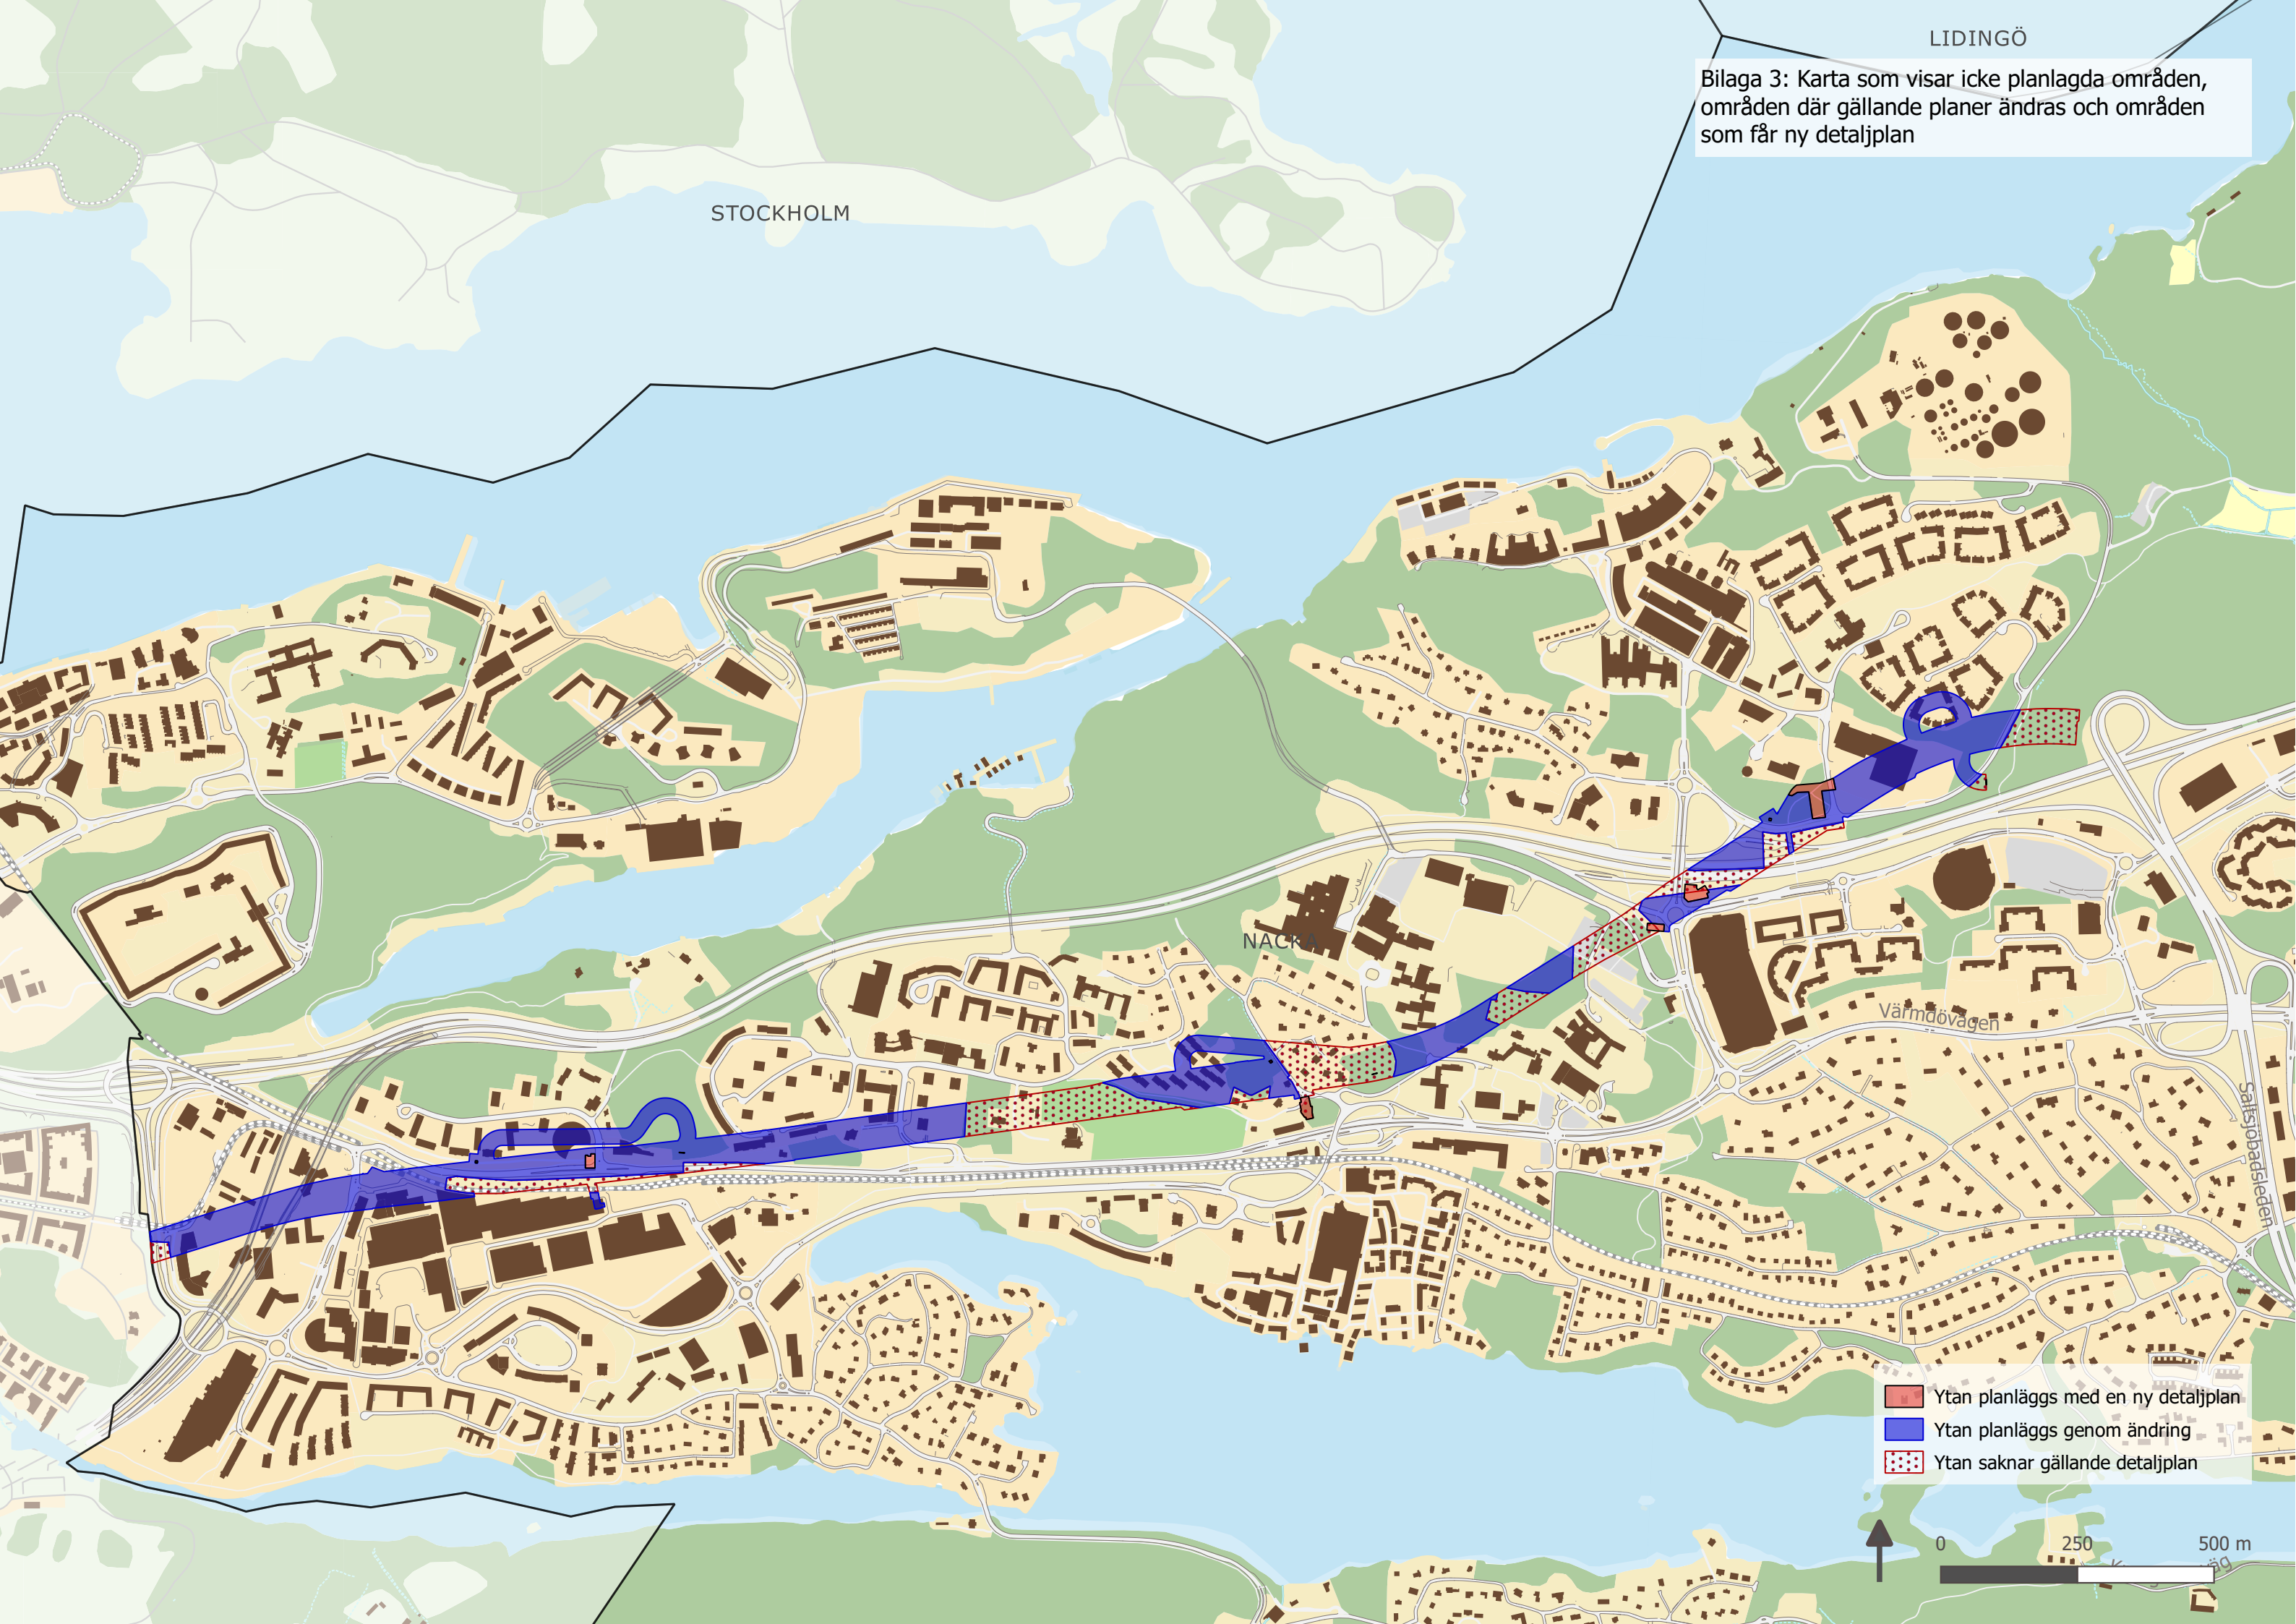 LIDINGÖ
Bilaga 3: Karta som visar icke planlagda områden,
områden där gällande planer ändras och områden
som får ny detaljplan
STOCKHOLM
NACKA
Värmdövägen
Saltsjöbadsleden
Ytan planläggs med en ny detaljplan
Ytan planläggs genom ändring
Ytan saknar gällande detaljplan
0 250 500 m